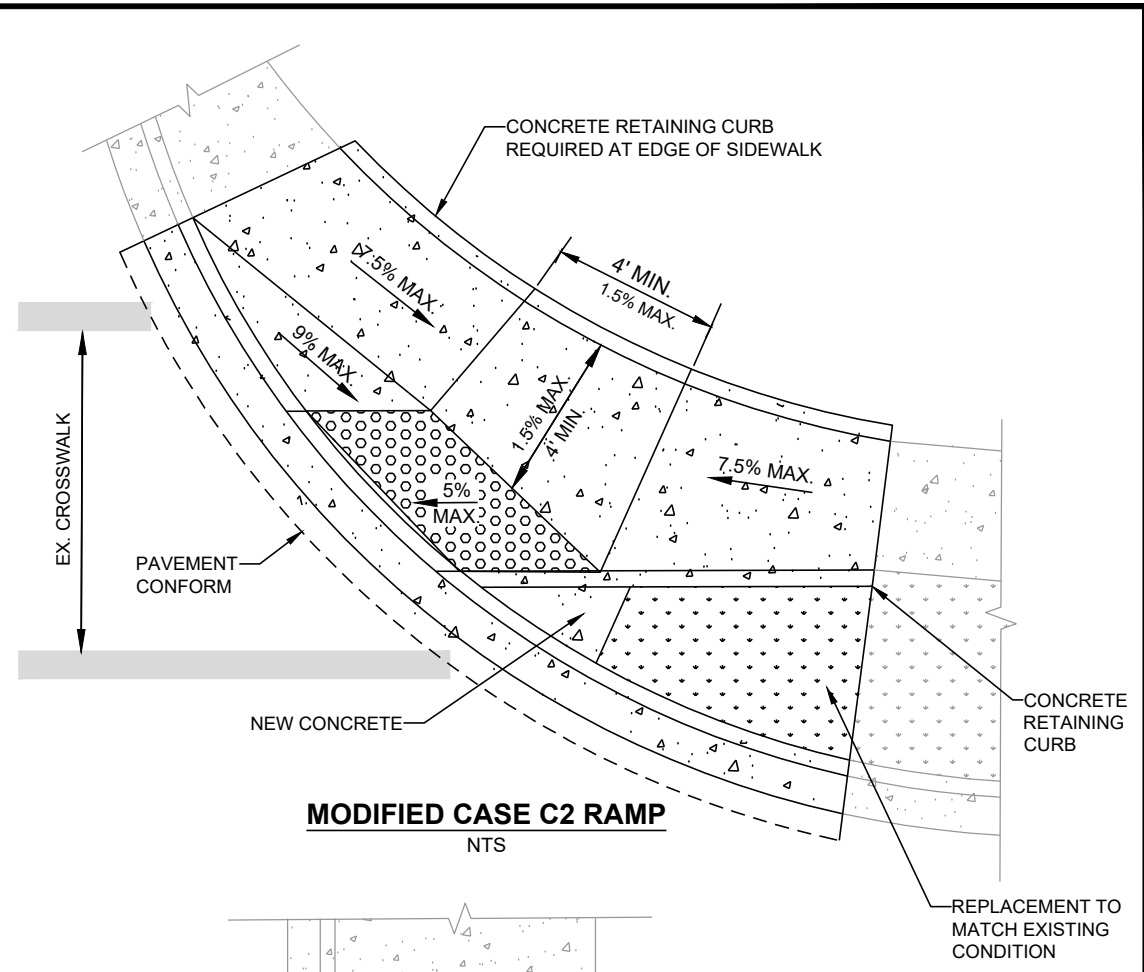 CONCRETE RETAINING CURB
REQUIRED AT EDGE OF SIDEWALK
7.5% MAX.
4' MIN.
1.5% MAX.
9% MAX.
1.5% MAX.
4' MIN.
EX. CROSSWALK
7.5% MAX.
5%
MAX.
PAVEMENT
CONFORM
NEW CONCRETE
CONCRETE
RETAINING
CURB
MODIFIED CASE C2 RAMP
NTS
REPLACEMENT TO
MATCH EXISTING
CONDITION